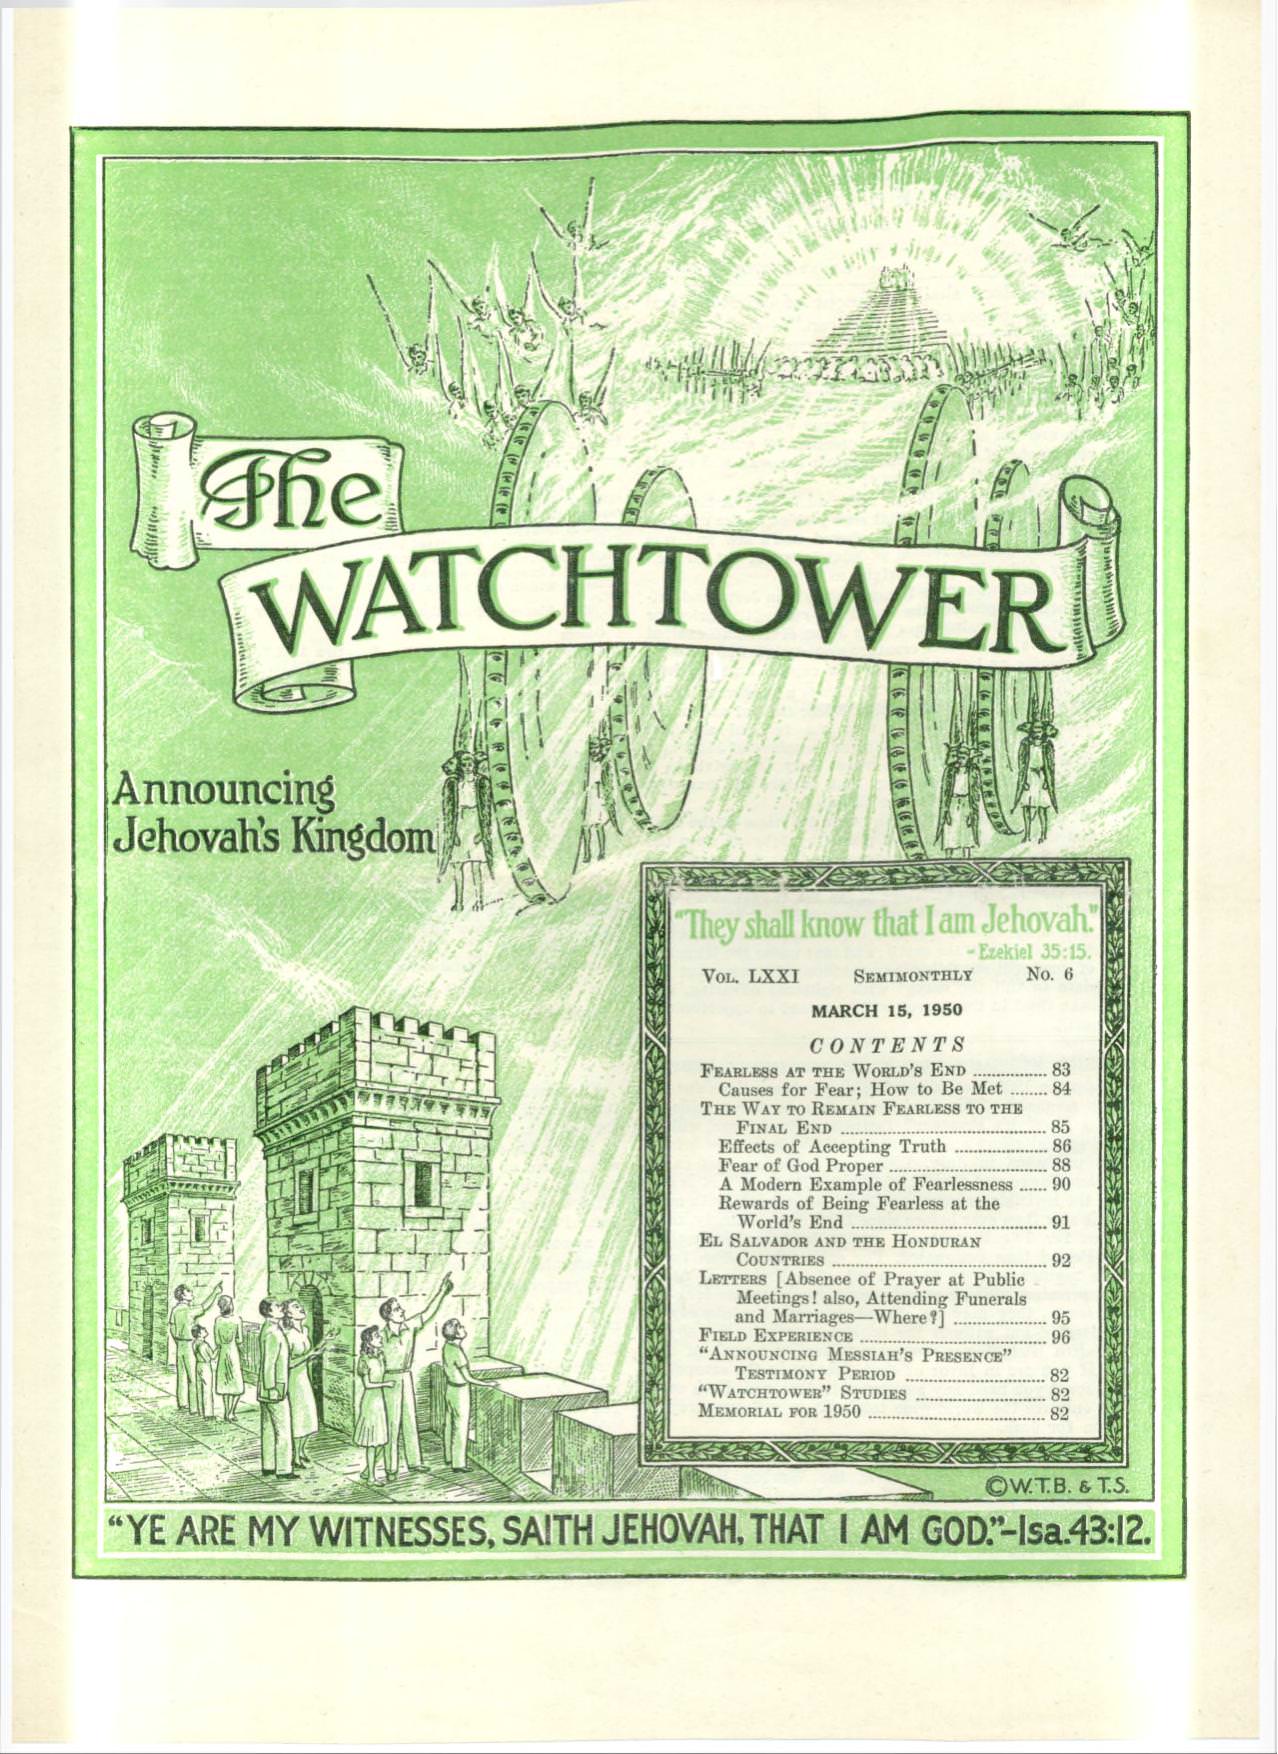 The
WATCHTOWER
Announcing
Jehovah's Kingdom
"They shall know that I am Jehovah."
-Ezekiel 35:15.
VOL. LXXI SEMIMONTHLY No. 6
MARCH 15, 1950
CONTENTS
FEARLESS AT THE WORLD'S END ............... 83
Causes for Fear; How to Be Met ........ 84
THE WAY TO REMAIN FEARLESS TO THE
FINAL END .......................................... 85
Effects of Accepting Truth ................... 86
Fear of God Proper ................................ 88
A Modern Example of Fearlessness ...... 90
Rewards of Being Fearless at the
World's End ........................................ 91
EL SALVADOR AND THE HONDURAN
COUNTRIES ............................................ 92
LETTERS [Absence of Prayer at Public
Meetings! also, Attending Funerals
and Marriages—Where?] ................... 95
FIELD EXPERIENCE ...................................... 96
"ANNOUNCING MESSIAH'S PRESENCE"
TESTIMONY PERIOD ............................ 82
"WATCHTOWER" STUDIES .......................... 82
MEMORIAL FOR 1950 .................................... 82
©W.T.B. & T.S.
"YE ARE MY WITNESSES, SAITH JEHOVAH, THAT I AM GOD."-Isa.43:12.